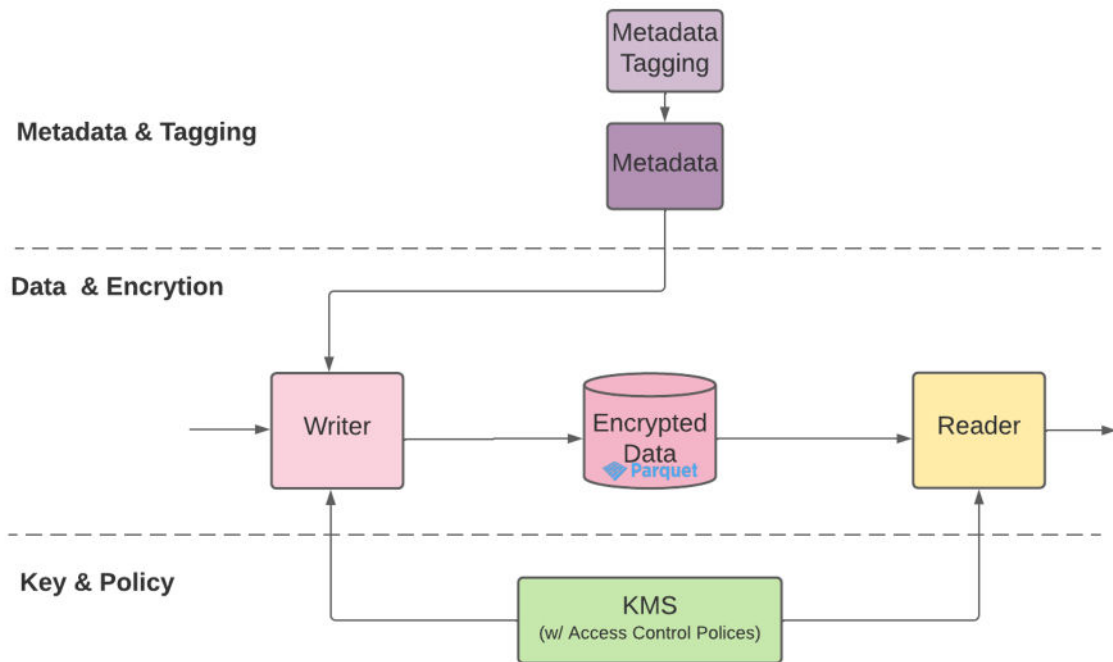 Metadata
Tagging
Metadata & Tagging
Metadata
Data & Encrytion
Writer
Encrypted
Data
Parquet
Reader
Key & Policy
KMS
(w/ Access Control Polices)